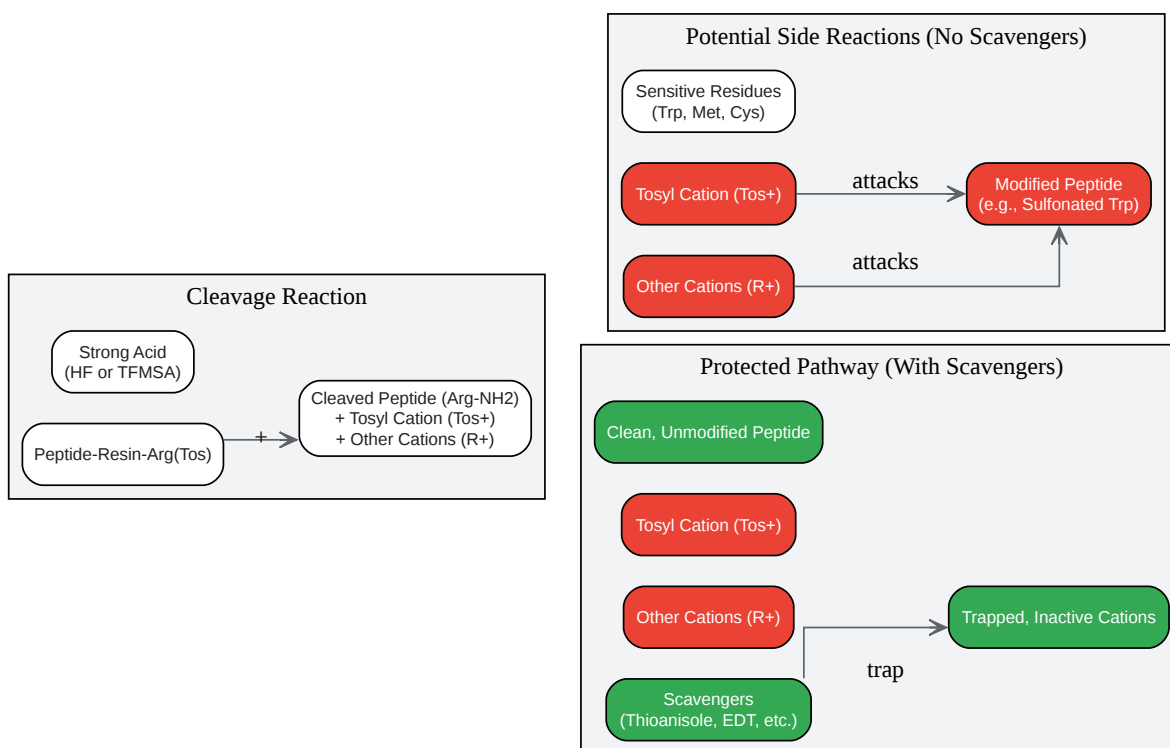 Cleavage Reaction
Strong Acid
(HF or TFMSA)
Peptide-Resin-Arg(Tos)
+
Cleaved Peptide (Arg-NH2)
+ Tosyl Cation (Tos+)
+ Other Cations (R+)
Potential Side Reactions (No Scavengers)
Sensitive Residues
(Trp, Met, Cys)
Tosyl Cation (Tos+)
attacks
Modified Peptide
(e.g., Sulfonated Trp)
Other Cations (R+)
attacks
Protected Pathway (With Scavengers)
Clean, Unmodified Peptide
Tosyl Cation (Tos+)
Other Cations (R+)
Trapped, Inactive Cations
trap
Scavengers
(Thioanisole, EDT, etc.)